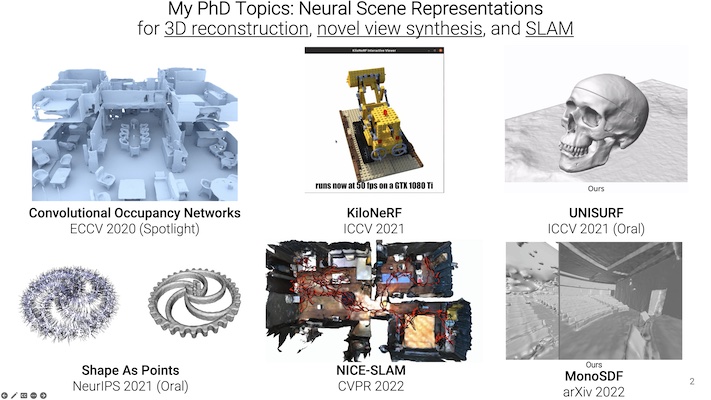 My PhD Topics: Neural Scene Representations
for 3D reconstruction, novel view synthesis, and SLAM
KiloNeRF Interactive Viewer
runs now at 50 fps on a GTX 1080 Ti
Ours
Convolutional Occupancy Networks
ECCV 2020 (Spotlight)
KiloNeRF
ICCV 2021
UNISURF
ICCV 2021 (Oral)
Shape As Points
NeurIPS 2021 (Oral)
NICE-SLAM
CVPR 2022
Ours
MonoSDF
arXiv 2022
2